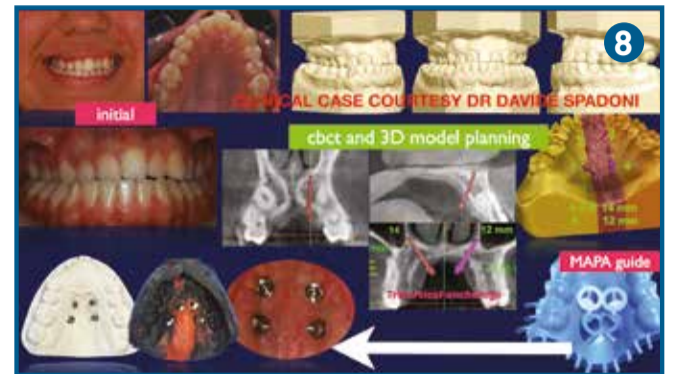 8
CLINICAL CASE COURTESY DR DAVIDE SPADONI
initial
cbct and 3D model planning
14 mm
12 mm
14
12 mm
MAPA guide